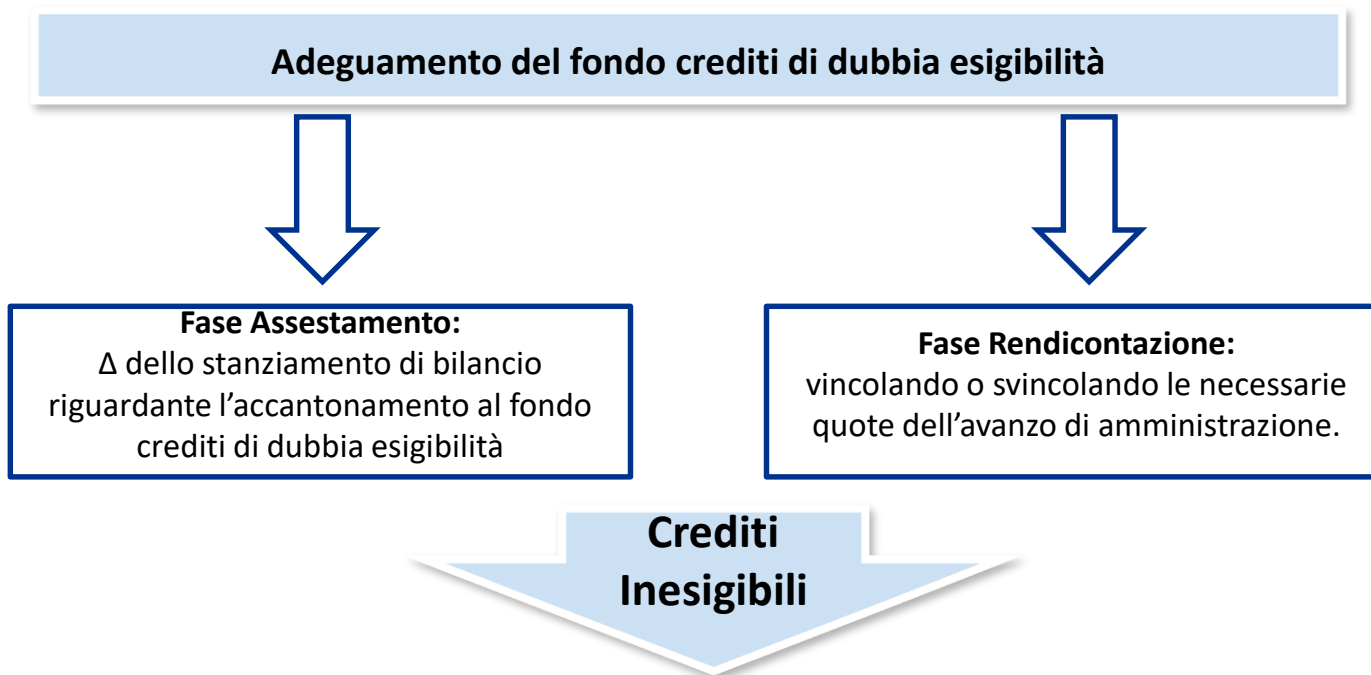 Adeguamento del fondo crediti di dubbia esigibilità
Fase Assestamento:
Δ dello stanziamento di bilancio
riguardante l’accantonamento al fondo
crediti di dubbia esigibilità
Fase Rendicontazione:
vincolando o svincolando le necessarie
quote dell’avanzo di amministrazione.
Crediti
Inesigibili